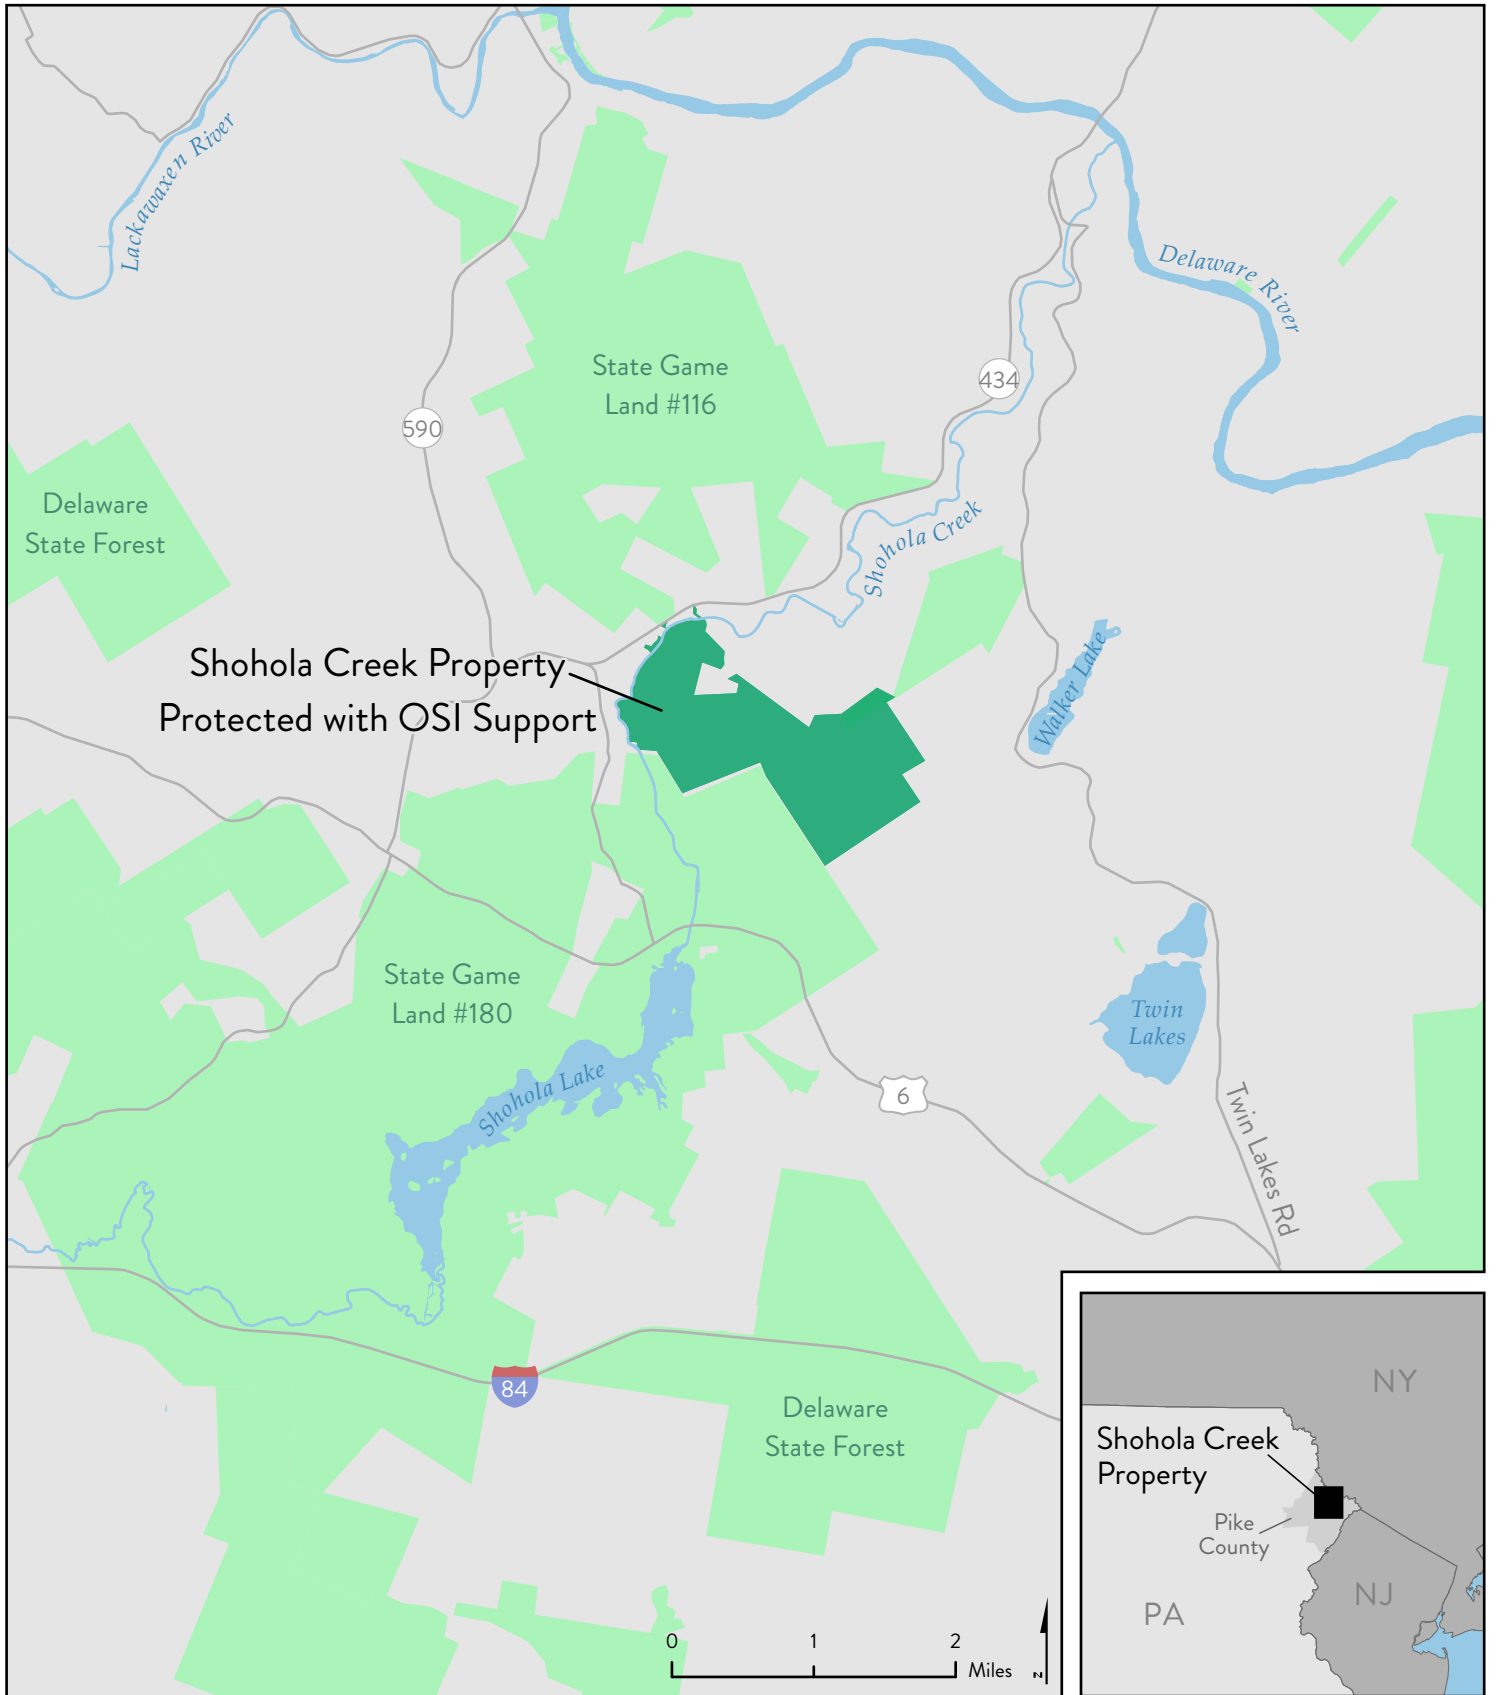 Lackawaxen River
Delaware River
State Game
Land #116
434
590
Delaware
State Forest
Shohola Creek
Shohola Creek Property
Protected with OSI Support
Walker Lake
State Game
Land #180
Twin
Lakes
Shohola Lake
6
Twin Lakes Rd
84
Delaware
State Forest
NY
Shohola Creek
Property
Pike
County
NJ
PA
0 1 2
Miles
N